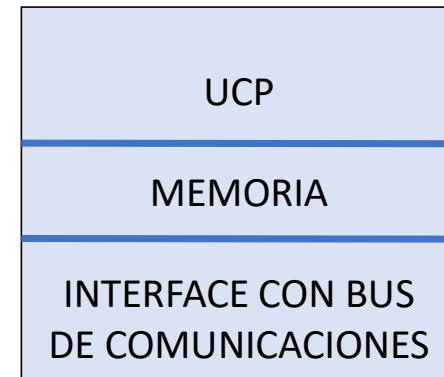 UCP
MEMORIA
INTERFACE CON BUS
DE COMUNICACIONES